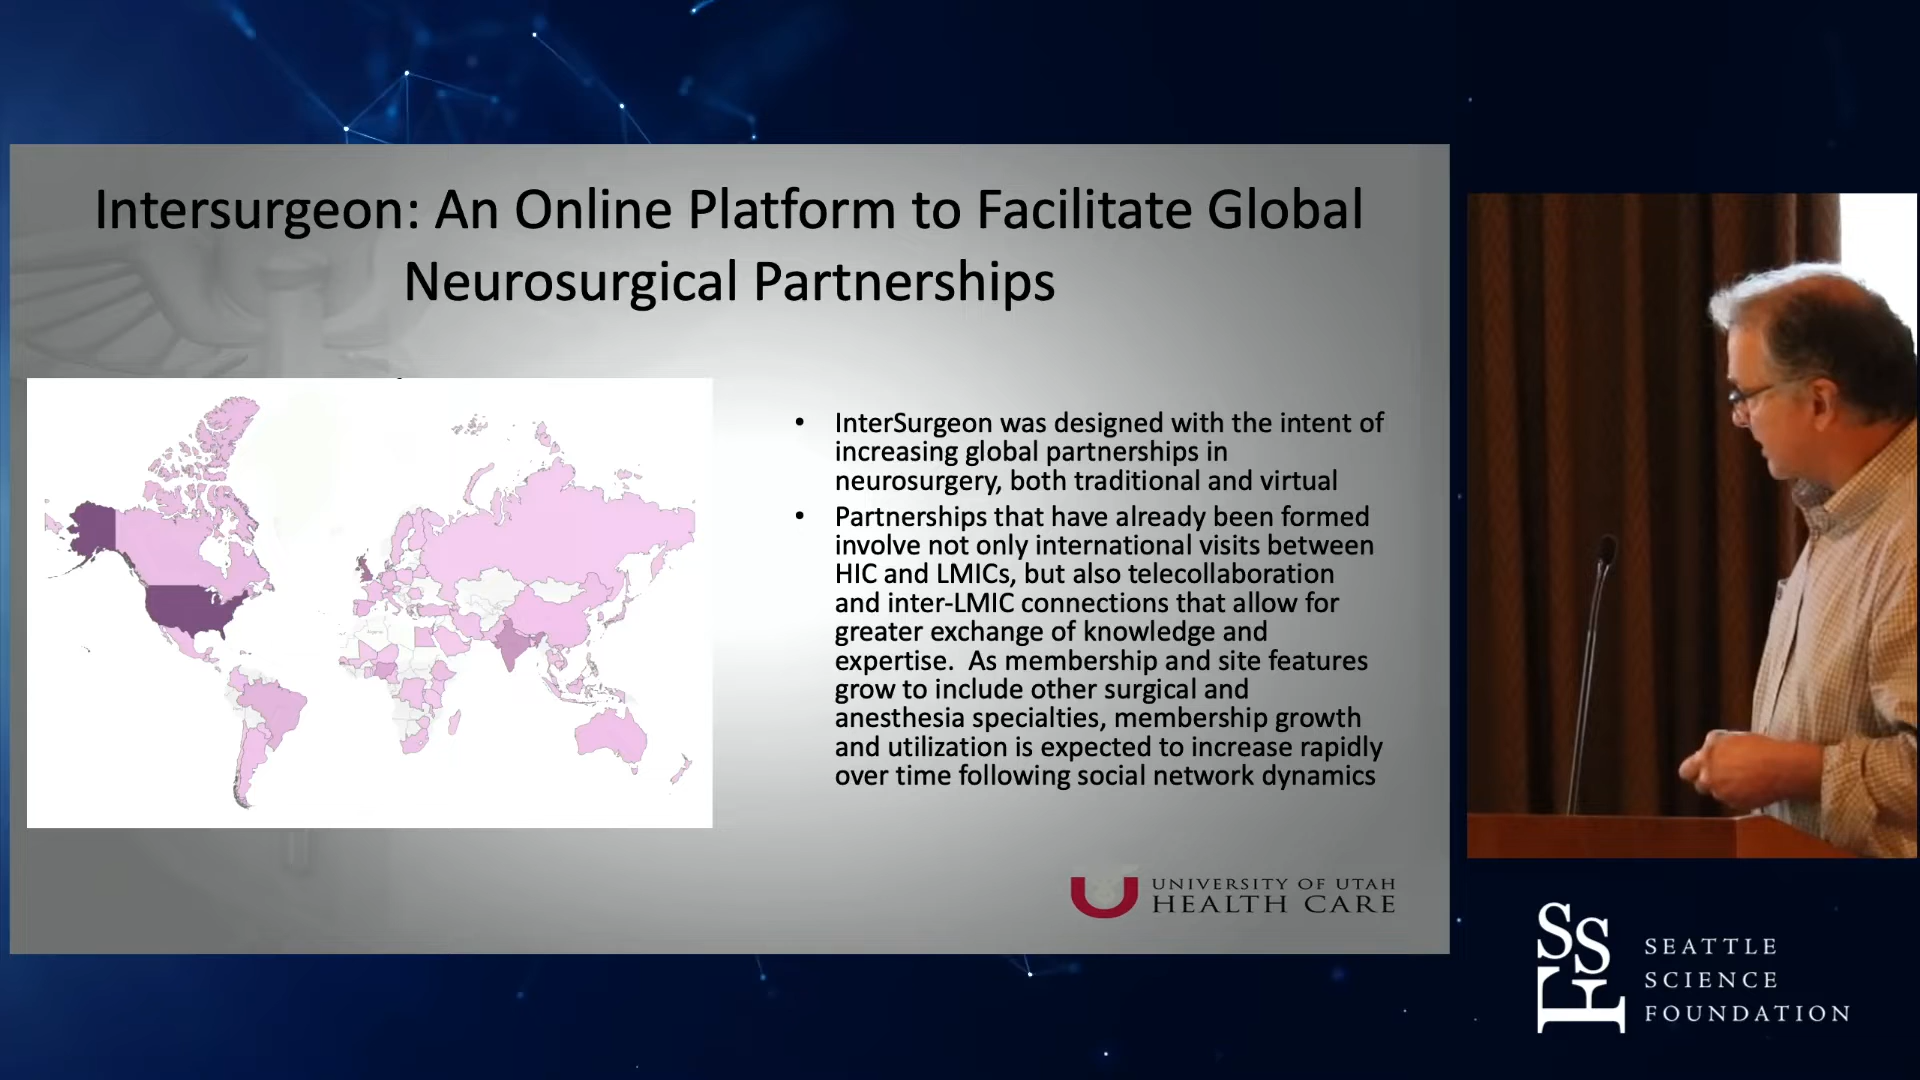 Intersurgeon: An Online Platform to Facilitate Global
Neurosurgical Partnerships
• InterSurgeon was designed with the intent of
increasing global partnerships in
neurosurgery, both traditional and virtual
• Partnerships that have already been formed
involve not only international visits between
HIC and LMICs, but also telecollaboration
and inter-LMIC connections that allow for
greater exchange of knowledge and
expertise.  As membership and site features
grow to include other surgical and
anesthesia specialties, membership growth
and utilization is expected to increase rapidly
over time following social network dynamics
UNIVERSITY OF UTAH
HEALTH CARE
SSF
SEATTLE
SCIENCE
FOUNDATION